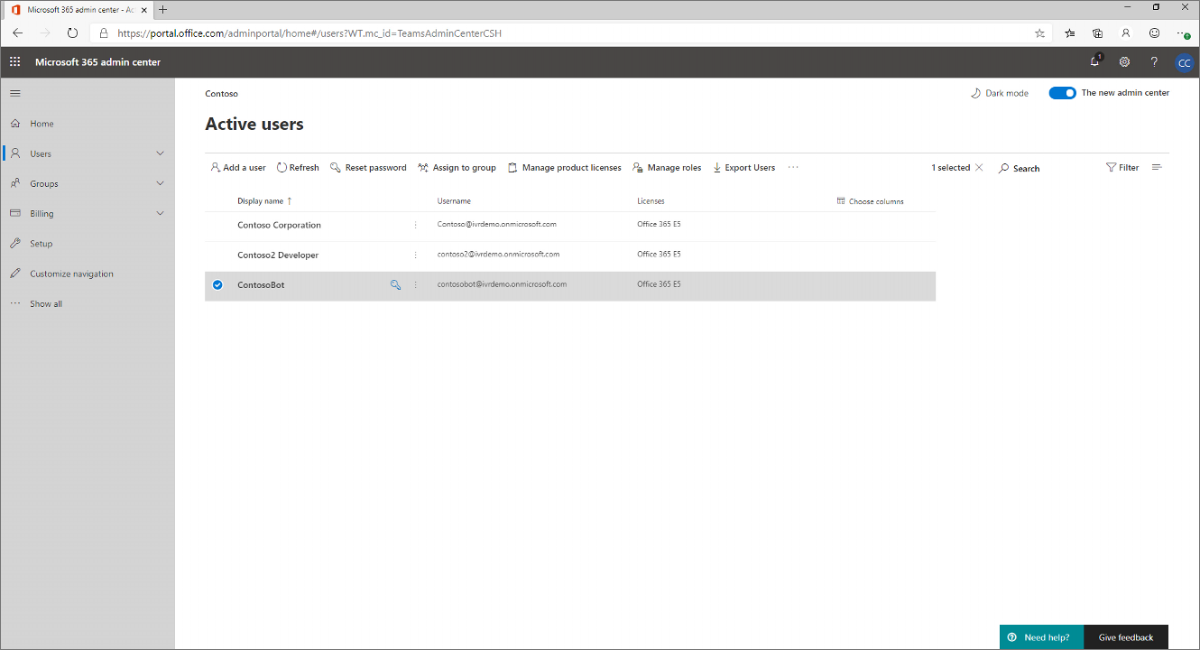 Microsoft 365 admin center - Ac
https://portal.office.com/adminportal/home#/users?WT.mc_id=TeamsAdminCenterCSH
Microsoft 365 admin center
1
?
CC
Contoso
Dark mode
The new admin center
Home
Users
Groups
Billing
Setup
Customize navigation
Show all
Active users
Add a user
Refresh
Reset password
Assign to group
Manage product licenses
Manage roles
Export Users
1 selected
Search
Filter
Display name ↑
Username
Licenses
Choose columns
Contoso Corporation
Contoso@ivrdemo.onmicrosoft.com
Office 365 E5
Contoso2 Developer
contoso2@ivrdemo.onmicrosoft.com
Office 365 E5
ContosoBot
contosobot@ivrdemo.onmicrosoft.com
Office 365 E5
Need help?
Give feedback